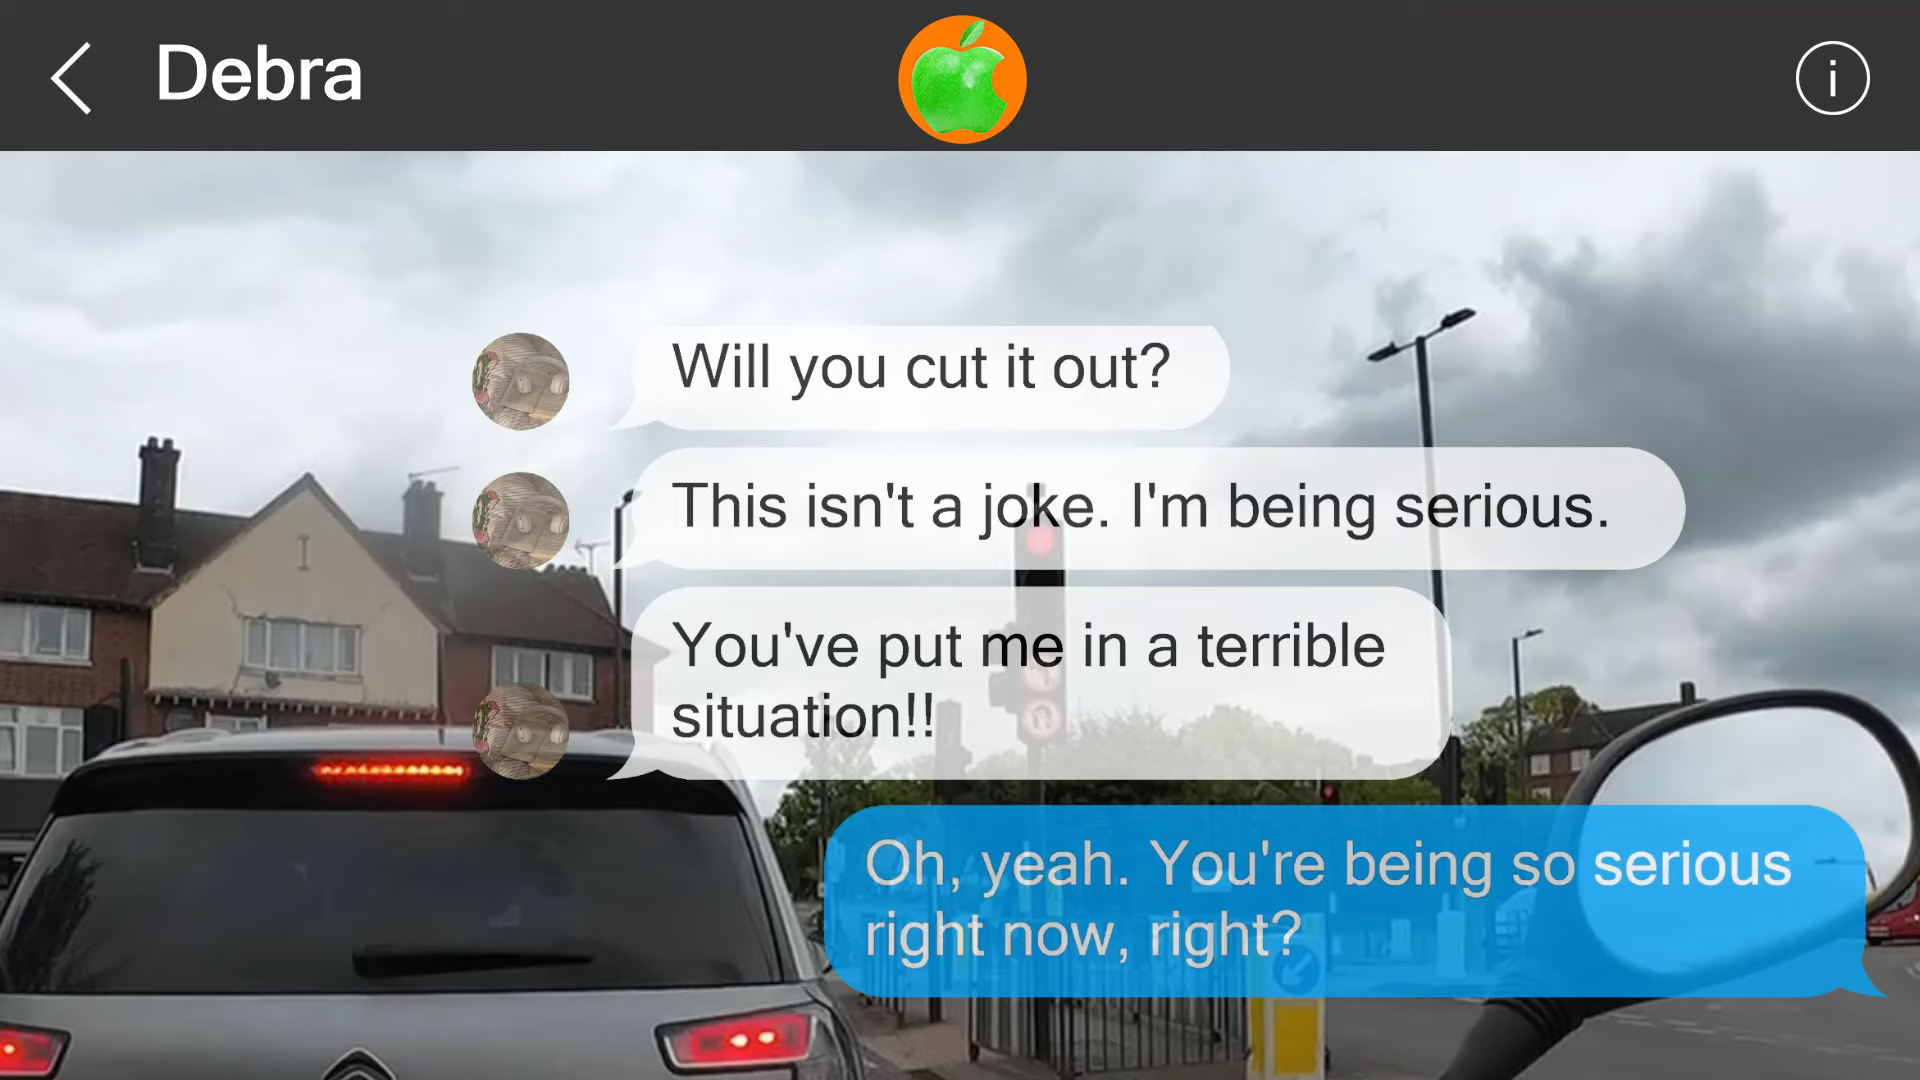 Debra
Will you cut it out?
This isn't a joke. I'm being serious.
You've put me in a terrible
situation!!
Oh, yeah. You're being so serious
right now, right?